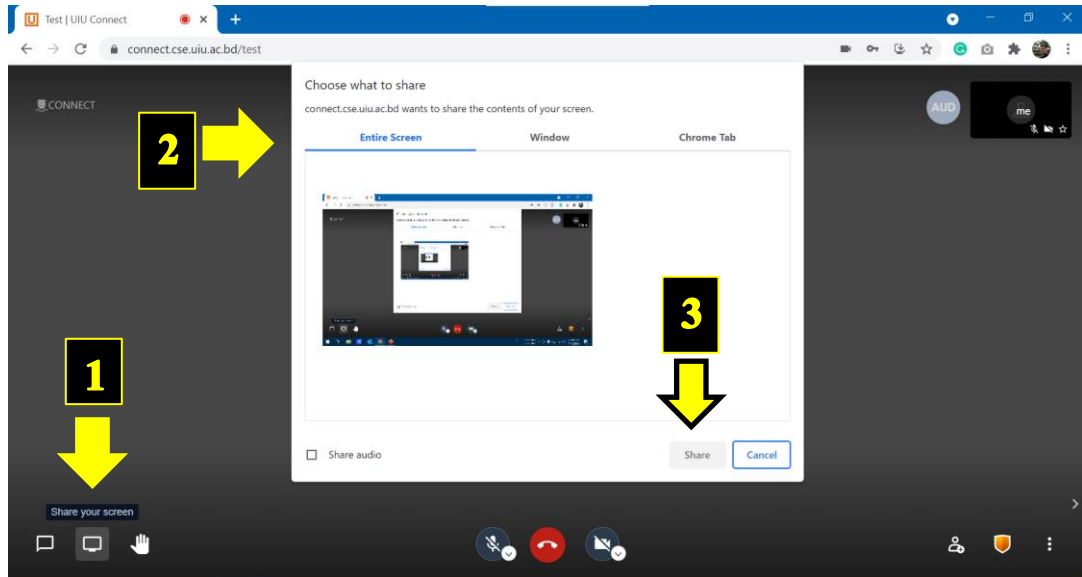 Test | UIU Connect
connect.cse.uiu.ac.bd/test
CONNECT
Choose what to share
connect.cse.uiu.ac.bd wants to share the contents of your screen.
Entire Screen Window Chrome Tab
AUD
me
2
3
1
Share audio
Share Cancel
Share your screen